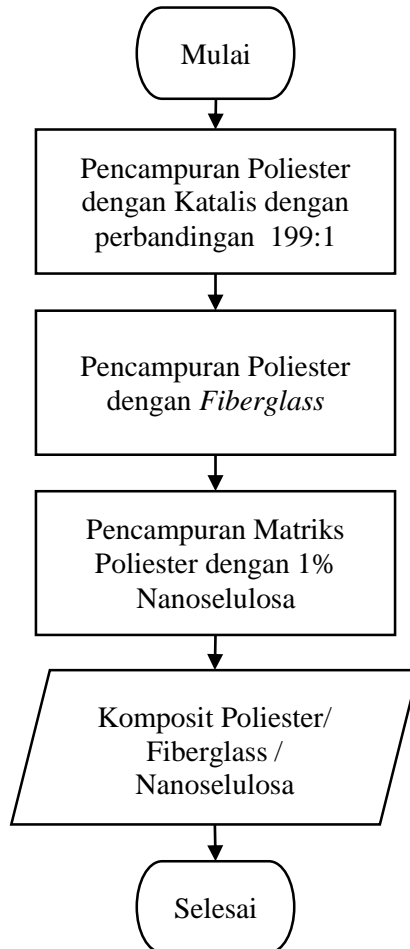 Mulai
Pencampuran Poliester
dengan Katalis dengan
perbandingan 199:1
Pencampuran Poliester
dengan Fiberglass
Pencampuran Matriks
Poliester dengan 1%
Nanoselulosa
Komposit Poliester/
Fiberglass /
Nanoselulosa
Selesai